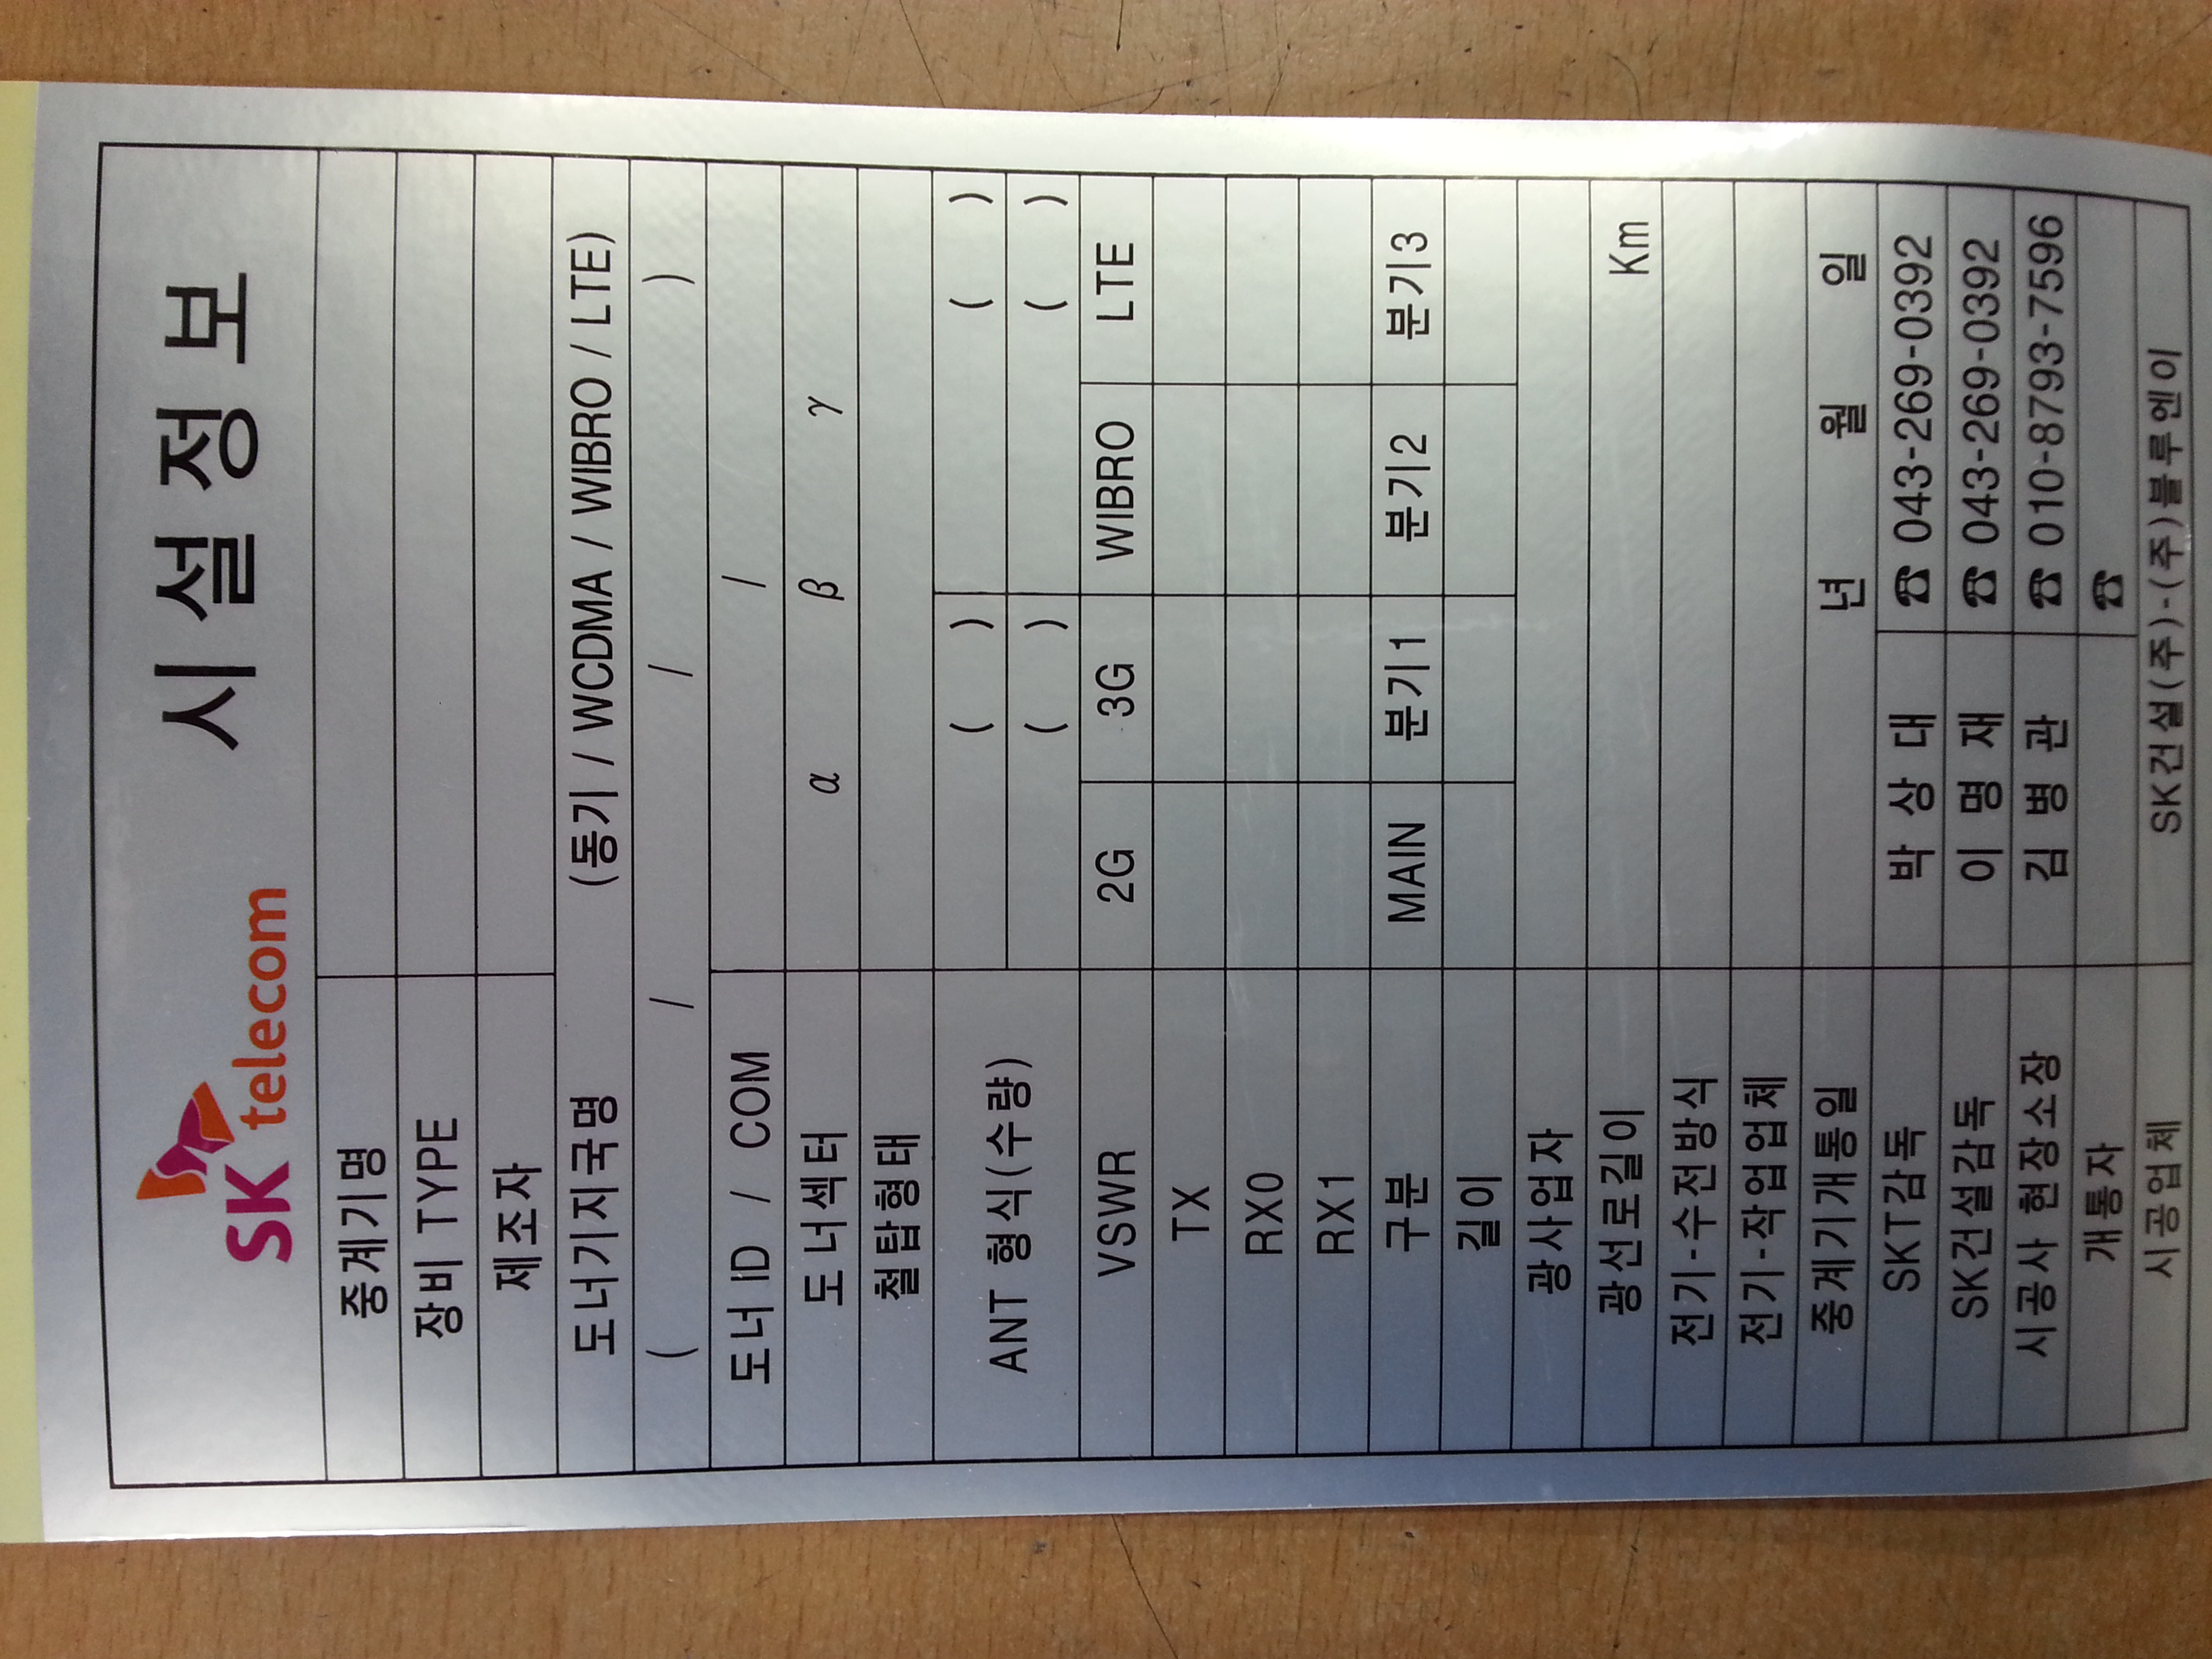 SK telecom 시설정보
중계기명
장비 TYPE
제조자
도너기지국명 (동기 / WCDMA / WIBRO / LTE)
( / / )
도너 ID / COM /
도너섹터 α β γ
철탑형태
ANT 형식(수량) ( ) ( )
( ) ( )
VSWR 2G 3G WIBRO LTE
TX
RX0
RX1
구분 MAIN 분기1 분기2 분기3
길이
광사업자
광선로길이 Km
전기-수전방식
전기-작업업체
중계기개통일 년 월 일
SKT감독 박 상 대 ☎ 043-269-0392
SK건설감독 이 명 재 ☎ 043-269-0392
시공사 현장소장 김 병 관 ☎ 010-8793-7596
개통자 ☎
시공업체 SK건설(주)-(주)블루엔이